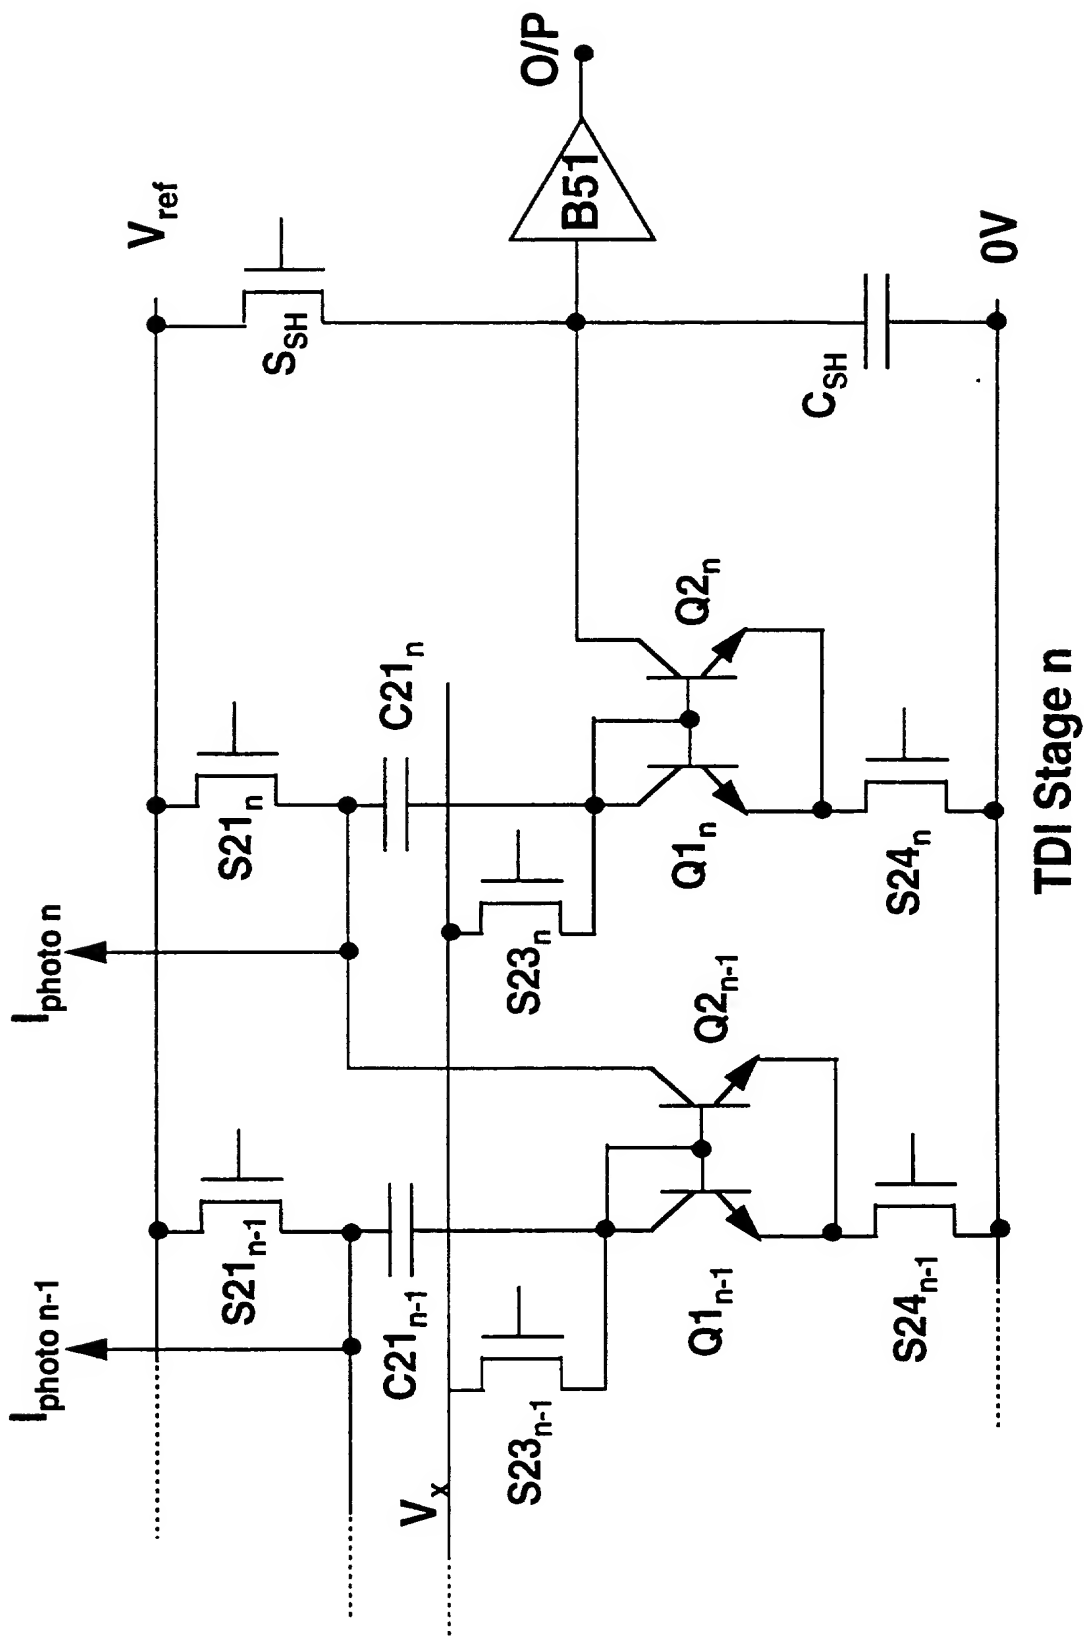 I_photo n-1
I_photo n
V_ref
S21_n-1
S21_n
S_SH
O/P
C21_n-1
C21_n
B51
V_x
S23_n-1
S23_n
Q1_n-1
Q2_n-1
Q1_n
Q2_n
C_SH
S24_n-1
S24_n
0V
TDI Stage n